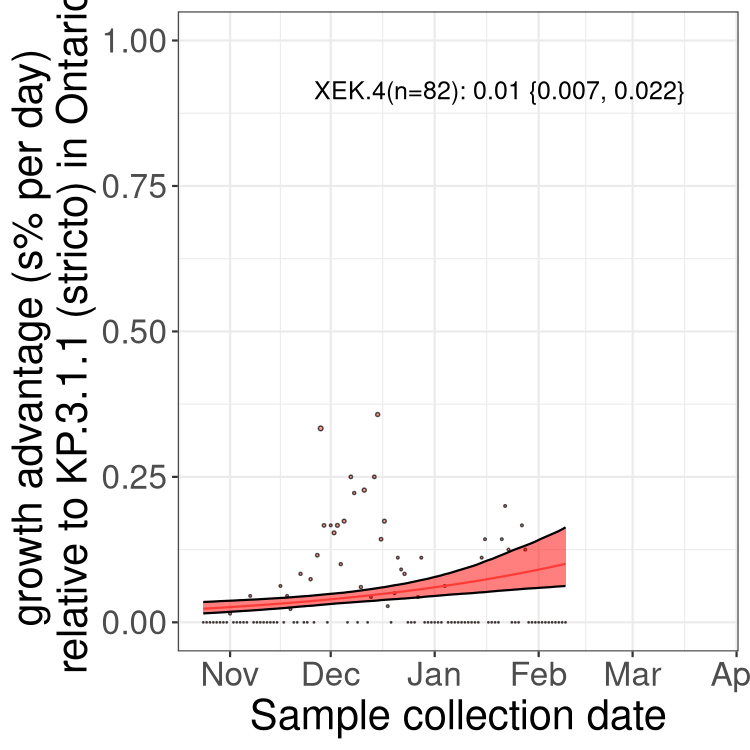 growth advantage (s% per day)
relative to KP.3.1.1 (stricto) in Ontario
1.00
0.75
0.50
0.25
0.00
XEK.4(n=82): 0.01 {0.007, 0.022}
Nov Dec Jan Feb Mar Ap
Sample collection date